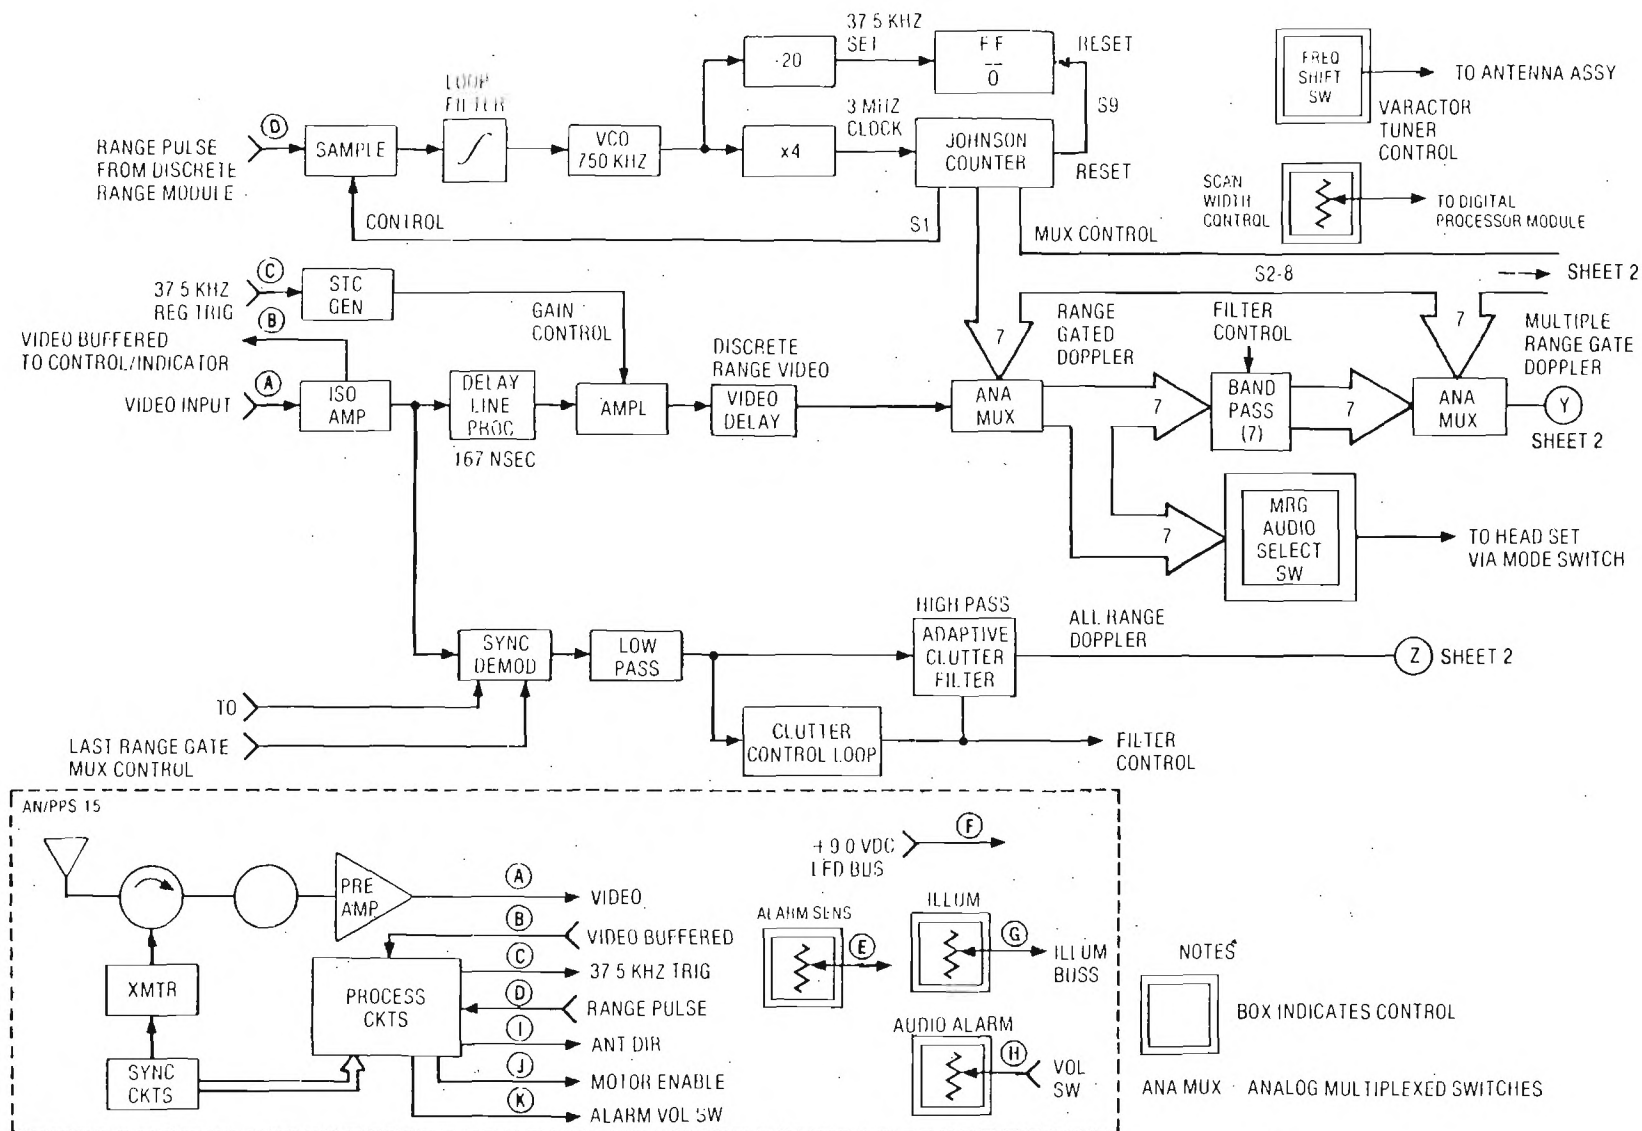 37.5 KHZ
SET
·20
F F
0
RESET
FREQ
SHIFT
SW
TO ANTENNA ASSY
VARACTOR
TUNER
CONTROL
LOOP
FILTER
3 MHZ
CLOCK
S9
D
RANGE PULSE
FROM DISCRETE
RANGE MODULE
SAMPLE
∫
VCO
750 KHZ
x4
JOHNSON
COUNTER
RESET
SCAN
WIDTH
CONTROL
TO DIGITAL
PROCESSOR MODULE
CONTROL
S1
MUX CONTROL
S2-8
SHEET 2
C
37.5 KHZ
REG TRIG
STC
GEN
GAIN
CONTROL
B
VIDEO BUFFERED
TO CONTROL/INDICATOR
A
VIDEO INPUT
ISO
AMP
DELAY
LINE
PROC
167 NSEC
AMPL
DISCRETE
RANGE VIDEO
VIDEO
DELAY
7
RANGE
GATED
DOPPLER
FILTER
CONTROL
7
MULTIPLE
RANGE GATE
DOPPLER
ANA
MUX
7
BAND
PASS
(7)
7
ANA
MUX
Y
SHEET 2
7
MRG
AUDIO
SELECT
SW
TO HEAD SET
VIA MODE SWITCH
SYNC
DEMOD
LOW
PASS
HIGH PASS
ADAPTIVE
CLUTTER
FILTER
ALL RANGE
DOPPLER
Z
SHEET 2
TO
LAST RANGE GATE
MUX CONTROL
CLUTTER
CONTROL LOOP
FILTER
CONTROL
AN/PPS 15
PRE
AMP
A
VIDEO
B
VIDEO BUFFERED
C
37.5 KHZ TRIG
D
RANGE PULSE
I
ANT DIR
J
MOTOR ENABLE
K
ALARM VOL SW
XMTR
SYNC
CKTS
PROCESS
CKTS
+9.0 VDC
LED BUS
F
ALARM SENS
E
ILLUM
G
ILLUM
BUSS
AUDIO ALARM
H
VOL
SW
NOTES
BOX INDICATES CONTROL
ANA MUX · ANALOG MULTIPLEXED SWITCHES